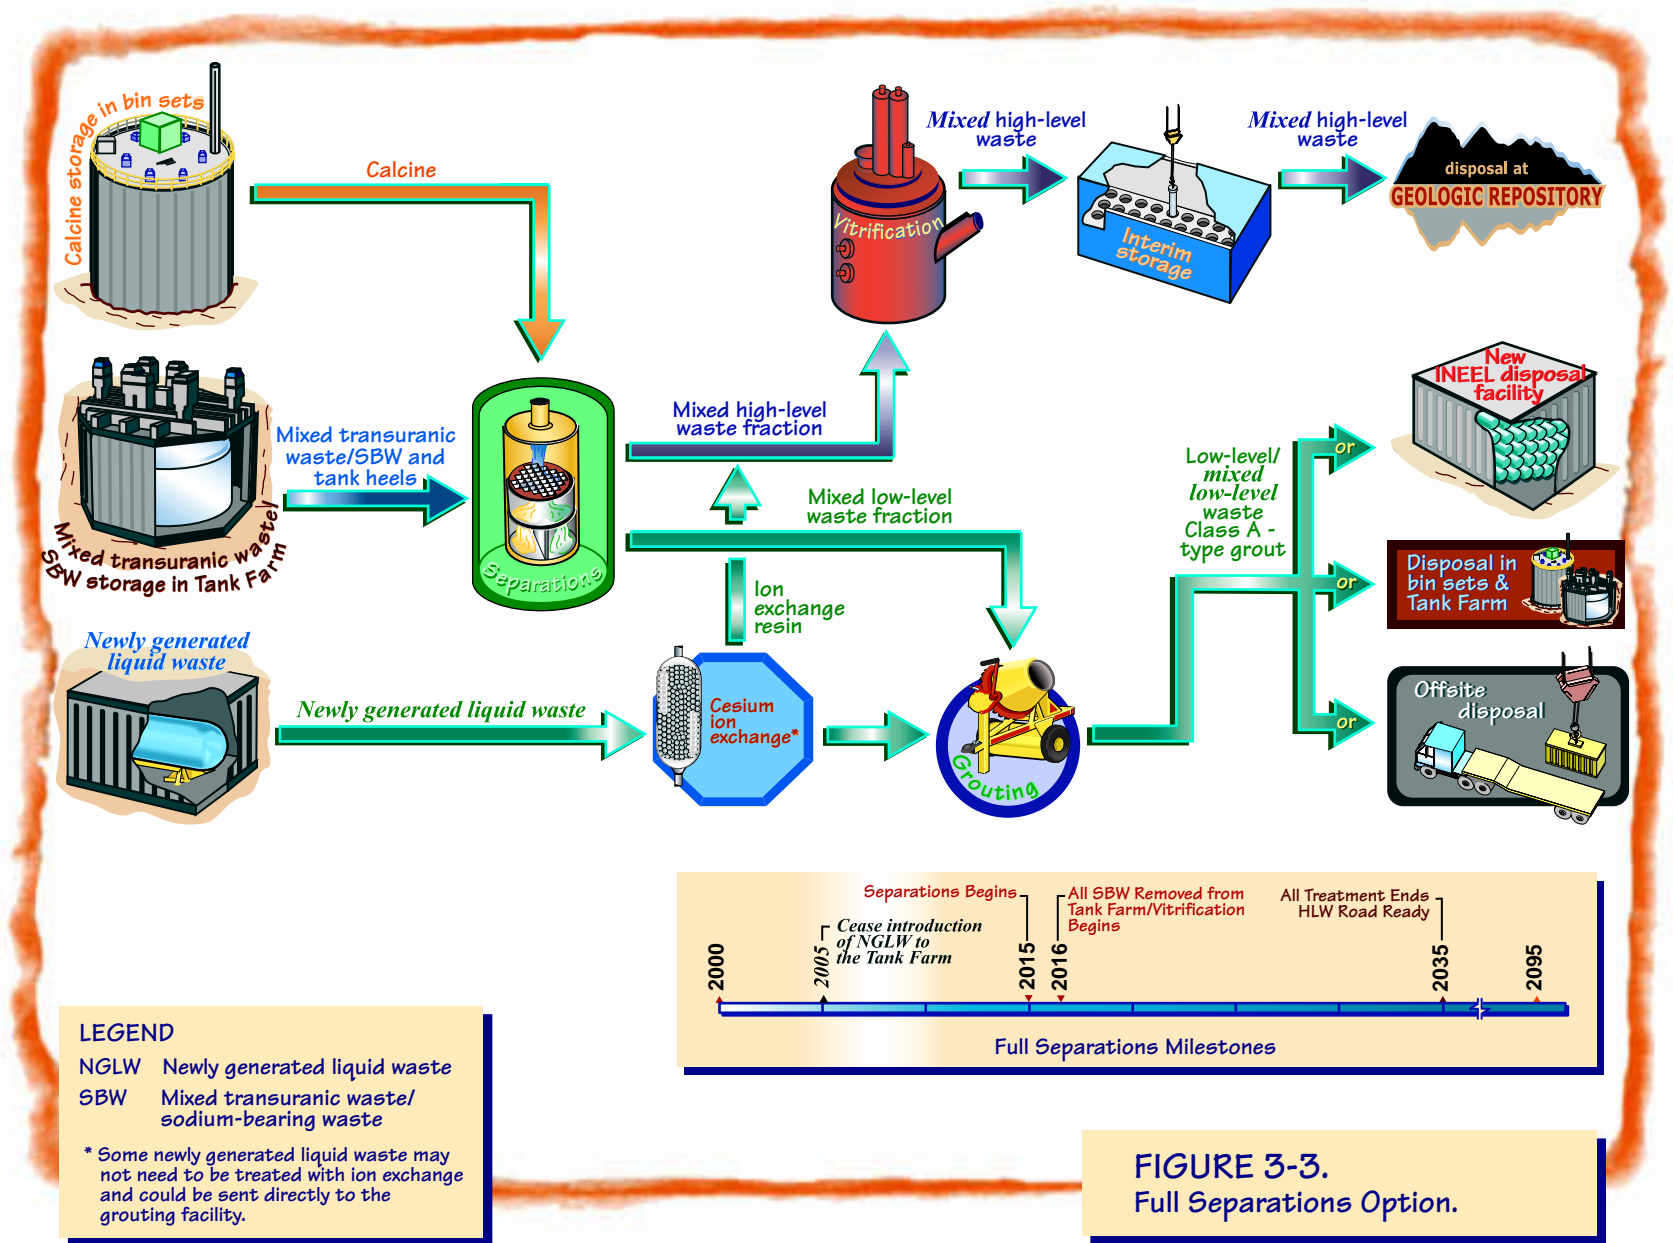 Calcine storage in bin sets
Calcine
Mixed high-level
waste
Mixed high-level
waste
Vitrification
Interim
storage
disposal at
GEOLOGIC REPOSITORY
Mixed transuranic
waste/SBW and
tank heels
Mixed transuranic waste/
SBW storage in Tank Farm
Separations
Mixed high-level
waste fraction
Mixed low-level
waste fraction
Ion
exchange
resin
Low-level/
mixed
low-level
waste
Class A -
type grout
or
or
or
New
INEEL disposal
facility
Disposal in
bin sets &
Tank Farm
Offsite
disposal
Newly generated
liquid waste
Newly generated liquid waste
Cesium
ion
exchange*
Grouting
Separations Begins
All SBW Removed from
Tank Farm/Vitrification
Begins
All Treatment Ends
HLW Road Ready
Cease introduction
of NGLW to
the Tank Farm
2000
2005
2015
2016
2035
2095
Full Separations Milestones
LEGEND
NGLW Newly generated liquid waste
SBW Mixed transuranic waste/
sodium-bearing waste
* Some newly generated liquid waste may
not need to be treated with ion exchange
and could be sent directly to the
grouting facility.
FIGURE 3-3.
Full Separations Option.